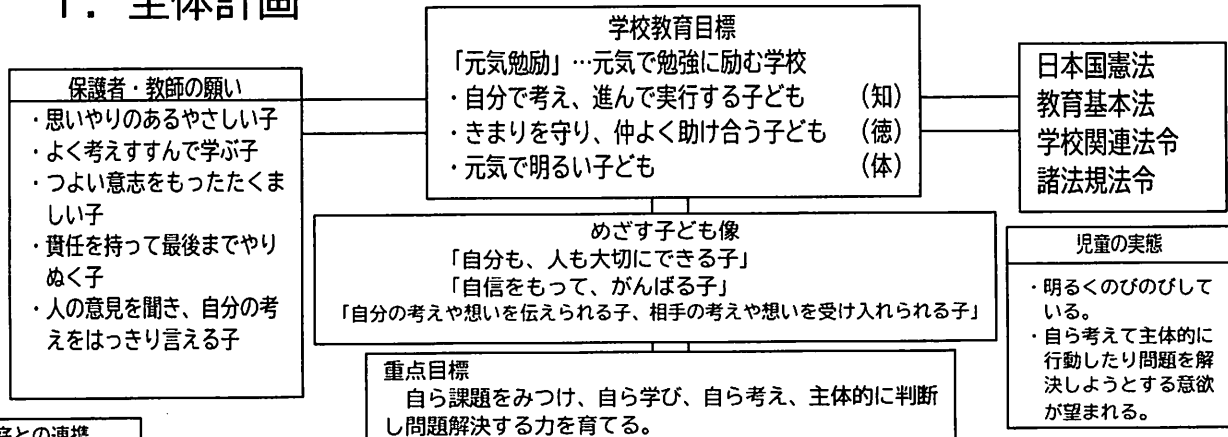 1．全体計画
学校教育目標
「元気勉励」…元気で勉強に励む学校
・自分で考え、進んで実行する子ども （知）
・きまりを守り、仲よく助け合う子ども （徳）
・元気で明るい子ども （体）
保護者・教師の願い
・思いやりのあるやさしい子
・よく考えすすんで学ぶ子
・つよい意志をもったたくま
しい子
・責任を持って最後までやり
ぬく子
・人の意見を聞き、自分の考
えをはっきり言える子
日本国憲法
教育基本法
学校関連法令
諸法規法令
めざす子ども像
「自分も、人も大切にできる子」
「自信をもって、がんばる子」
「自分の考えや想いを伝えられる子、相手の考えや想いを受け入れられる子」
児童の実態
・明るくのびのびして
いる。
・自ら考えて主体的に
行動したり問題を解
決しようとする意欲
が望まれる。
重点目標
自ら課題をみつけ、自ら学び、自ら考え、主体的に判断
し問題解決する力を育てる。
との連携